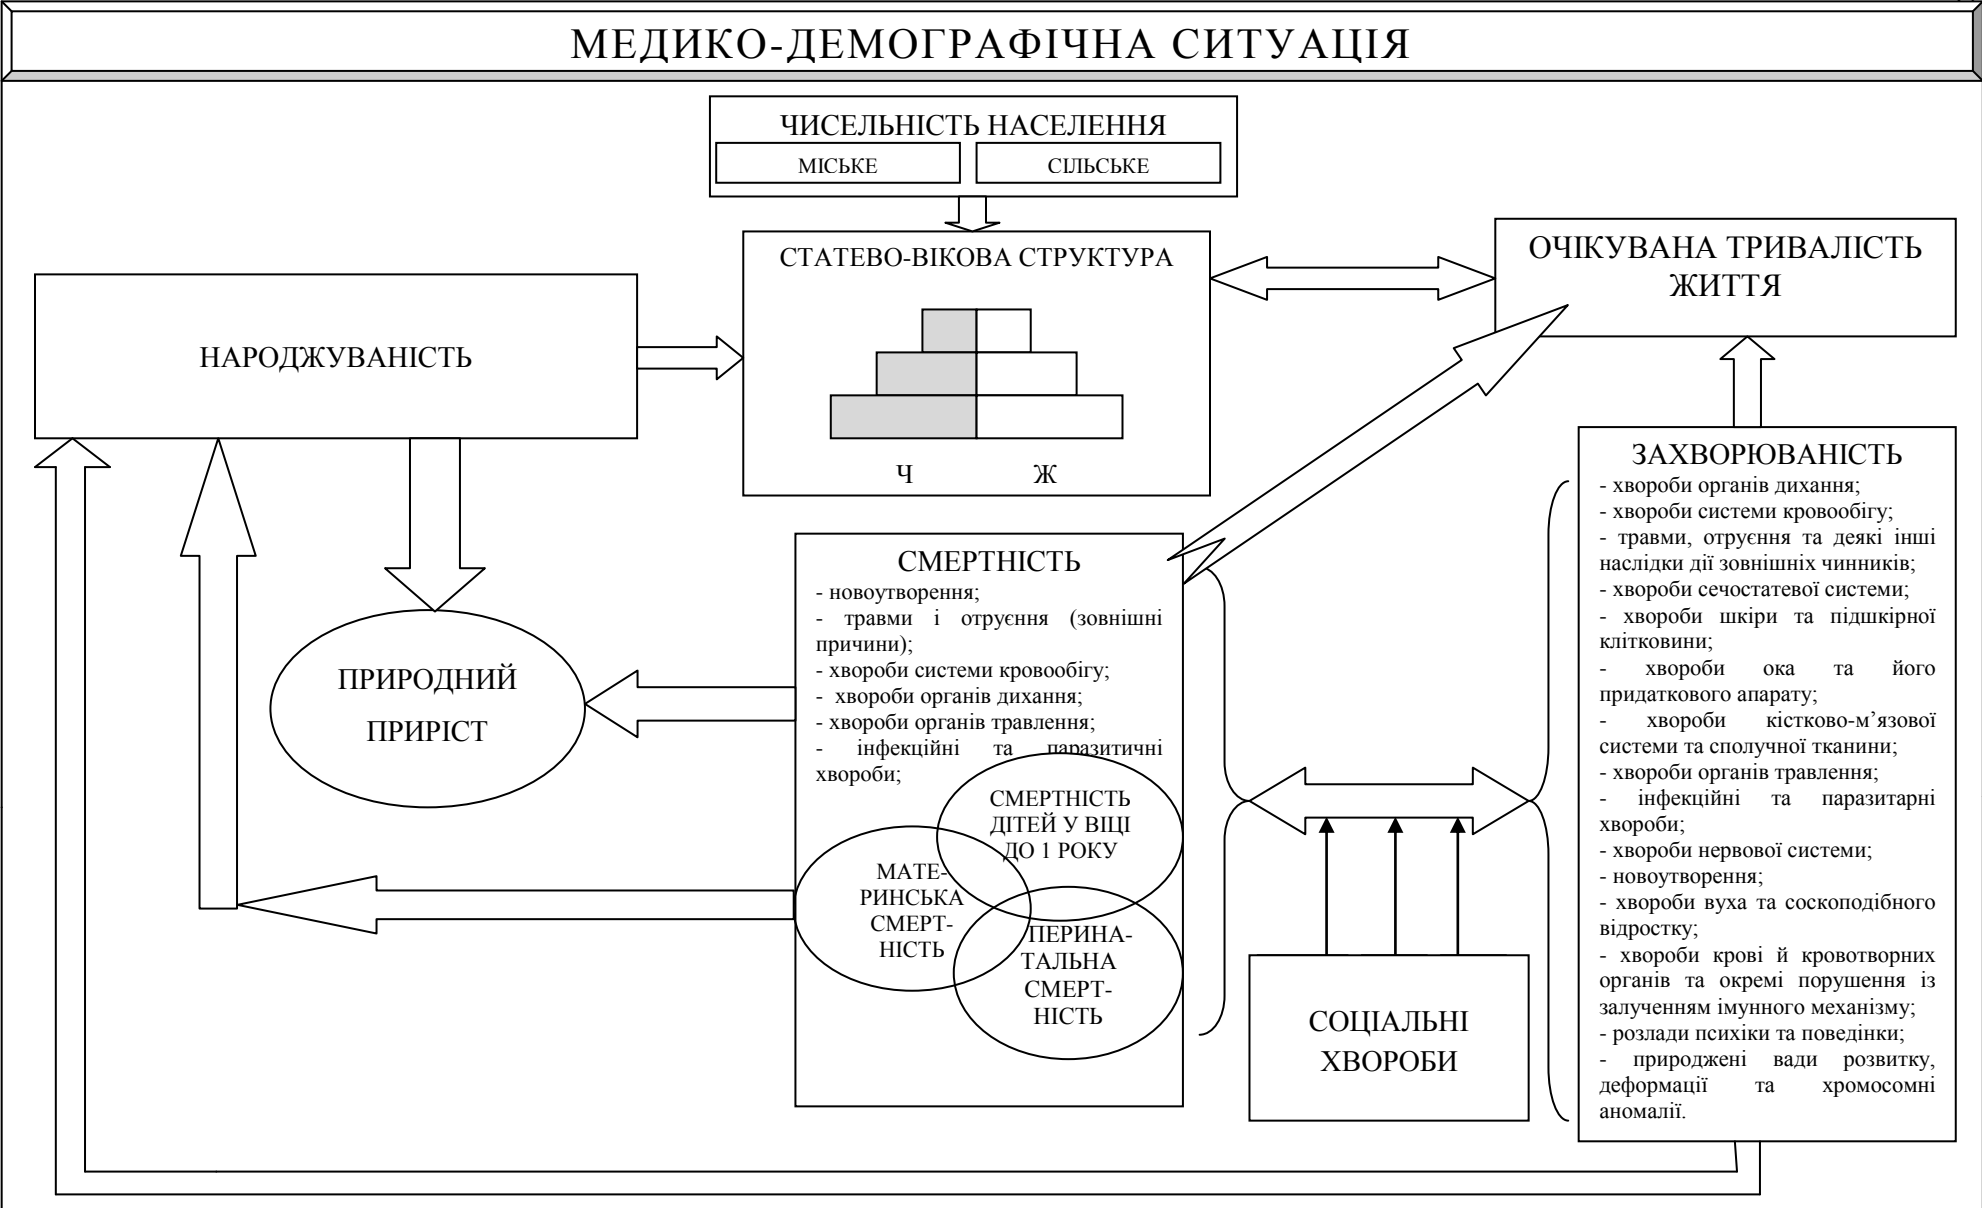 МЕДИКО-ДЕМОГРАФІЧНА СИТУАЦІЯ
ЧИСЕЛЬНІСТЬ НАСЕЛЕННЯ
МІСЬКЕ
СІЛЬСЬКЕ
СТАТЕВО-ВІКОВА СТРУКТУРА
Ч
Ж
ОЧІКУВАНА ТРИВАЛІСТЬ
ЖИТТЯ
НАРОДЖУВАНІСТЬ
ПРИРОДНИЙ
ПРИРІСТ
СМЕРТНІСТЬ
- новоутворення;
- травми і отруєння (зовнішні
причини);
- хвороби системи кровообігу;
- хвороби органів дихання;
- хвороби органів травлення;
- інфекційні та паразитичні
хвороби;
СМЕРТНІСТЬ
ДІТЕЙ У ВІЦІ
ДО 1 РОКУ
МАТЕ-
РИНСЬКА
СМЕРТ-
НІСТЬ
ПЕРИНА-
ТАЛЬНА
СМЕРТ-
НІСТЬ
СОЦІАЛЬНІ
ХВОРОБИ
ЗАХВОРЮВАНІСТЬ
- хвороби органів дихання;
- хвороби системи кровообігу;
- травми, отруєння та деякі інші
наслідки дії зовнішніх чинників;
- хвороби сечостатевої системи;
- хвороби шкіри та підшкірної
клітковини;
- хвороби ока та його
придаткового апарату;
- хвороби кістково-м’язової
системи та сполучної тканини;
- хвороби органів травлення;
- інфекційні та паразитарні
хвороби;
- хвороби нервової системи;
- новоутворення;
- хвороби вуха та соскоподібного
відростку;
- хвороби крові й кровотворних
органів та окремі порушення із
залученням імунного механізму;
- розлади психіки та поведінки;
- природжені вади розвитку,
деформації та хромосомні
аномалії.